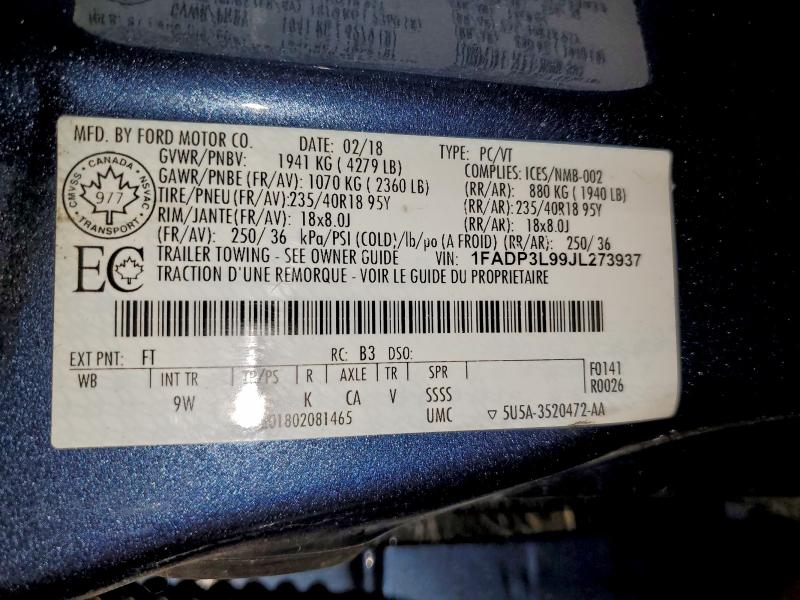 MFD. BY FORD MOTOR CO. DATE: 02/18 TYPE: PC/VT
GVWR/PNBV: 1941 KG ( 4279 LB) COMPLIES: ICES/NMB-002
GAWR/PNBE (FR/AV): 1070 KG ( 2360 LB) (RR/AR): 880 KG ( 1940 LB)
TIRE/PNEU (FR/AV): 235/40R18 95Y (RR/AR): 235/40R18 95Y
RIM/JANTE (FR/AV): 18x8.0J (RR/AR): 18x8.0J
(FR/AV): 250/ 36 kPa/PSI (COLD)/lb/po (A FROID) (RR/AR): 250/ 36
TRAILER TOWING - SEE OWNER GUIDE VIN: 1FADP3L99JL273937
TRACTION D'UNE REMORQUE - VOIR LE GUIDE DU PROPRIETAIRE
CANADA
CMVSS NSVAC
977
TRANSPORT
EC
EXT PNT: FT RC: B3 DSO:
WB INT TR TP/PS R AXLE TR SPR F0141
9W K CA V SSSS R0026
01802081465 UMC 5U5A-3520472-AA